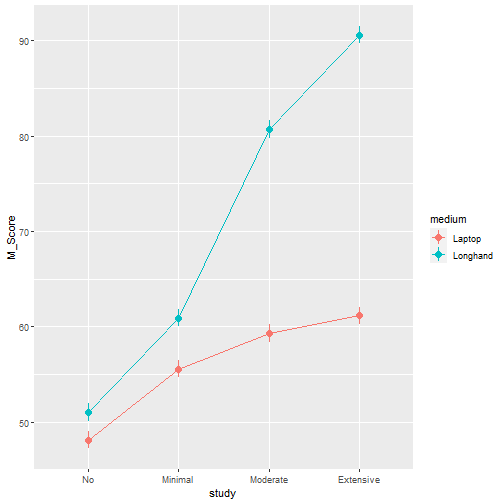 M_Score
90
80
70
60
50
No Minimal Moderate Extensive
study
medium
Laptop
Longhand